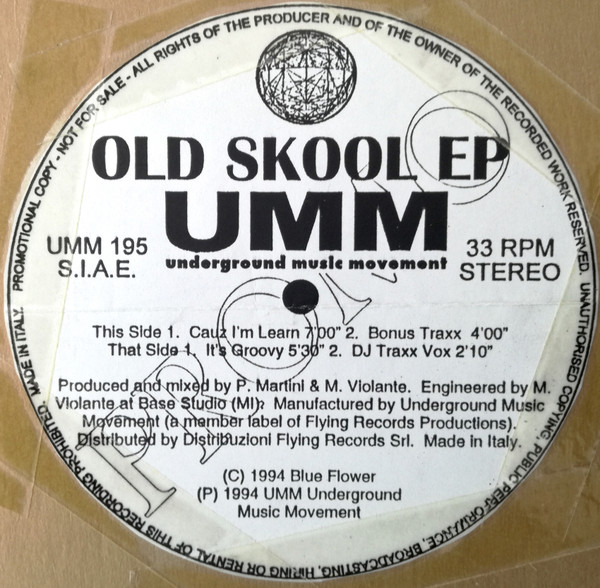 PROMOTIONAL COPY - NOT FOR SALE - ALL RIGHTS OF THE PRODUCER AND OF THE OWNER OF THE RECORDED WORK RESERVED. UNAUTHORISED COPYING, PUBLIC PERFORMANCE, BROADCASTING, HIRING OR RENTAL OF THIS RECORDING PROHIBITED. MADE IN ITALY.
OLD SKOOL EP
UMM
underground music movement
UMM 195
S.I.A.E.
33 RPM
STEREO
PROMO
This Side 1. Cauz I'm Learn 7'00" 2. Bonus Traxx 4'00"
That Side 1. It's Groovy 5'30" 2. DJ Traxx Vox 2'10"
Produced and mixed by P. Martini & M. Violante. Engineered by M.
Violante at Base Studio (MI). Manufactured by Underground Music
Movement (a member label of Flying Records Productions).
Distributed by Distribuzioni Flying Records Srl. Made in Italy.
(C) 1994 Blue Flower
(P) 1994 UMM Underground
Music Movement